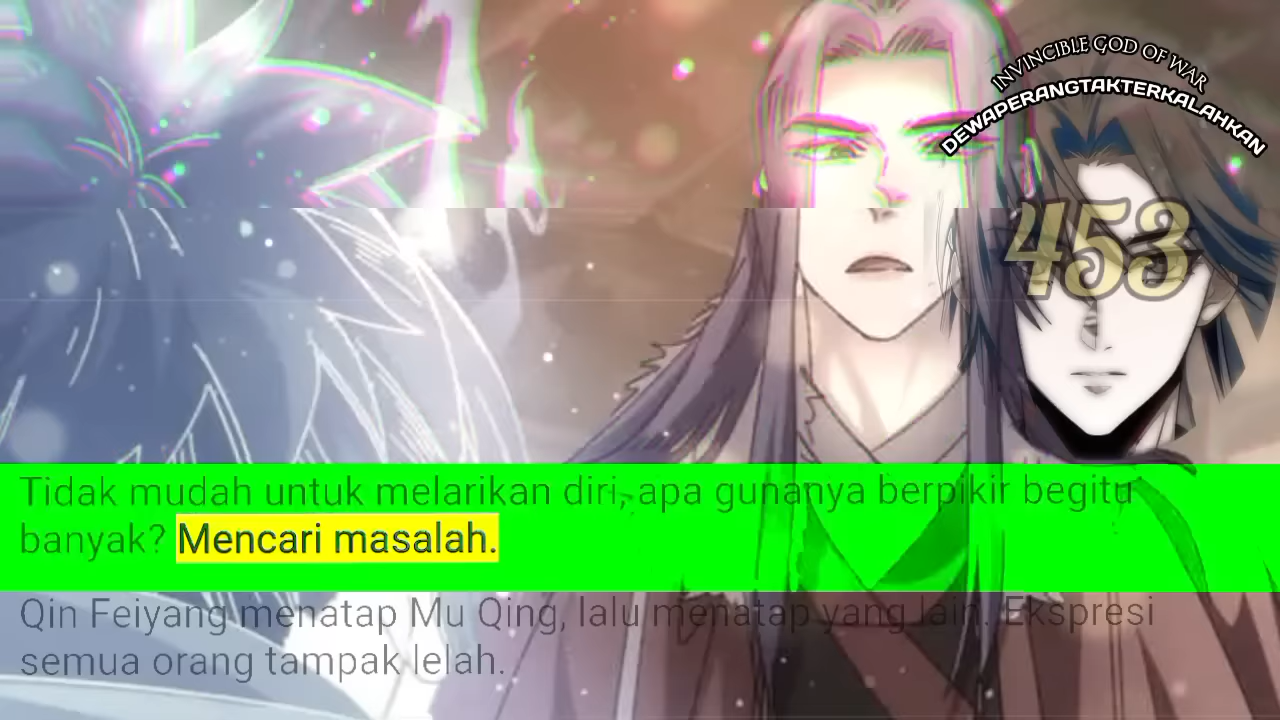 INVINCIBLE GOD OF WAR
DEWAPERANGTAKTERKALAHKAN
453
Tidak mudah untuk melarikan diri, apa gunanya berpikir begitu
banyak? Mencari masalah.
Qin Feiyang menatap Mu Qing, lalu menatap yang lain. Ekspresi
semua orang tampak lelah.